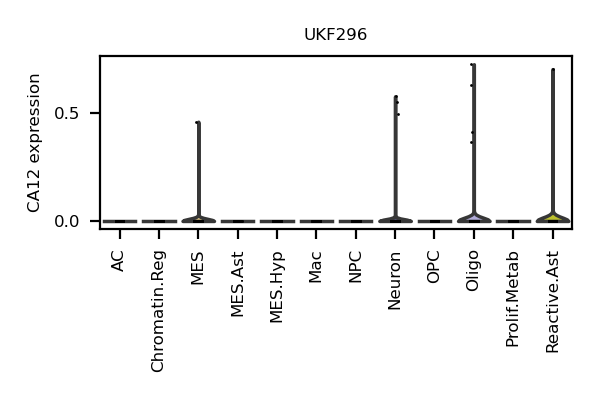 UKF296
CA12 expression
0.5
0.0
AC
Chromatin.Reg
MES
MES.Ast
MES.Hyp
Mac
NPC
Neuron
OPC
Oligo
Prolif.Metab
Reactive.Ast